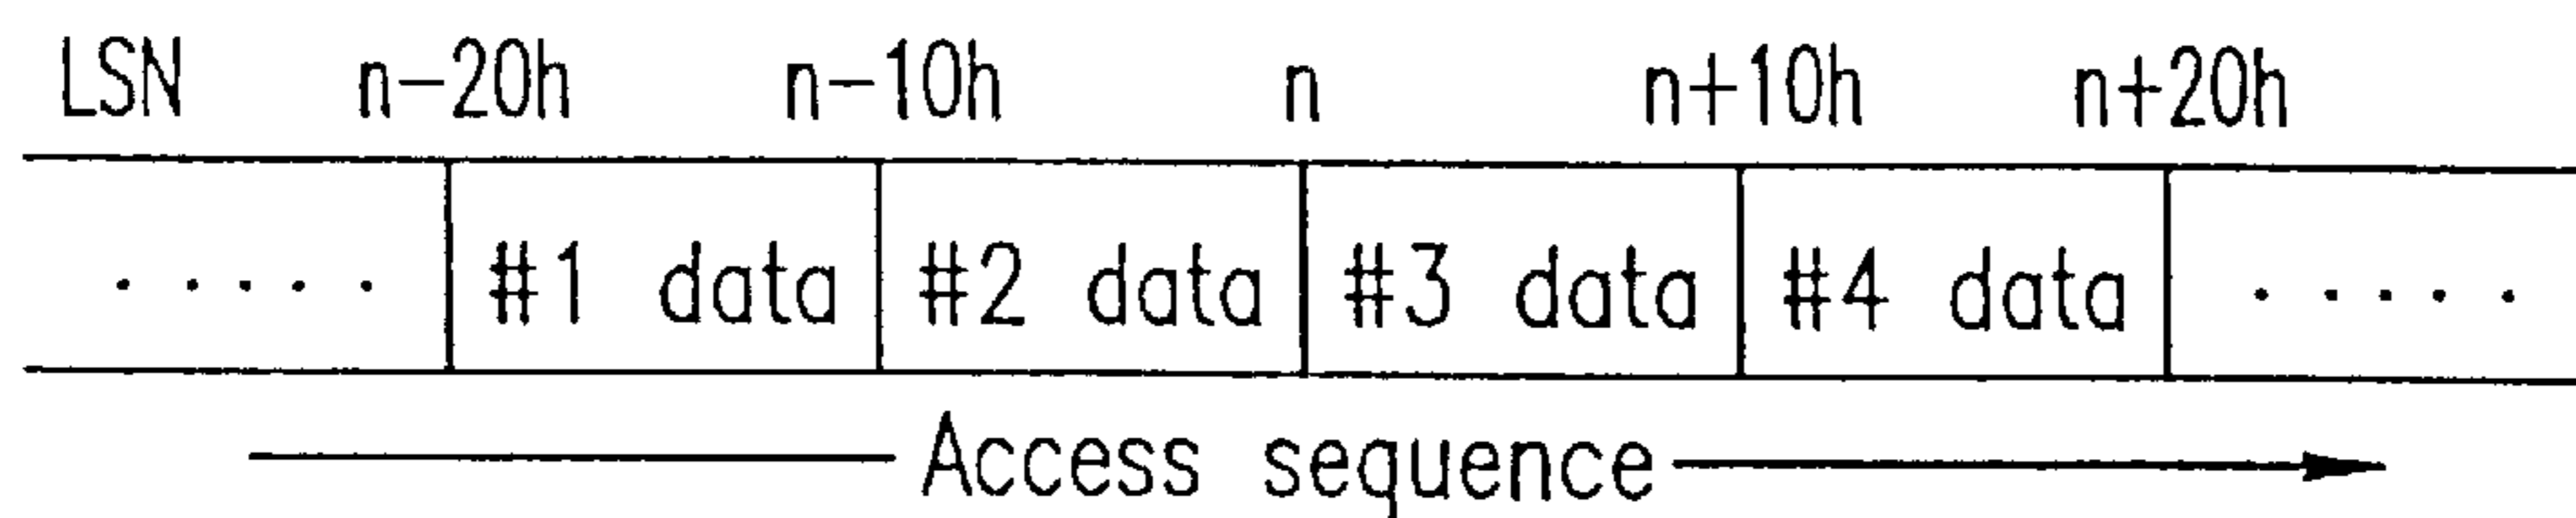 LSN n-20h n-10h n n+10h n+20h
. . . . . #1 data #2 data #3 data #4 data . . . . .
Access sequence